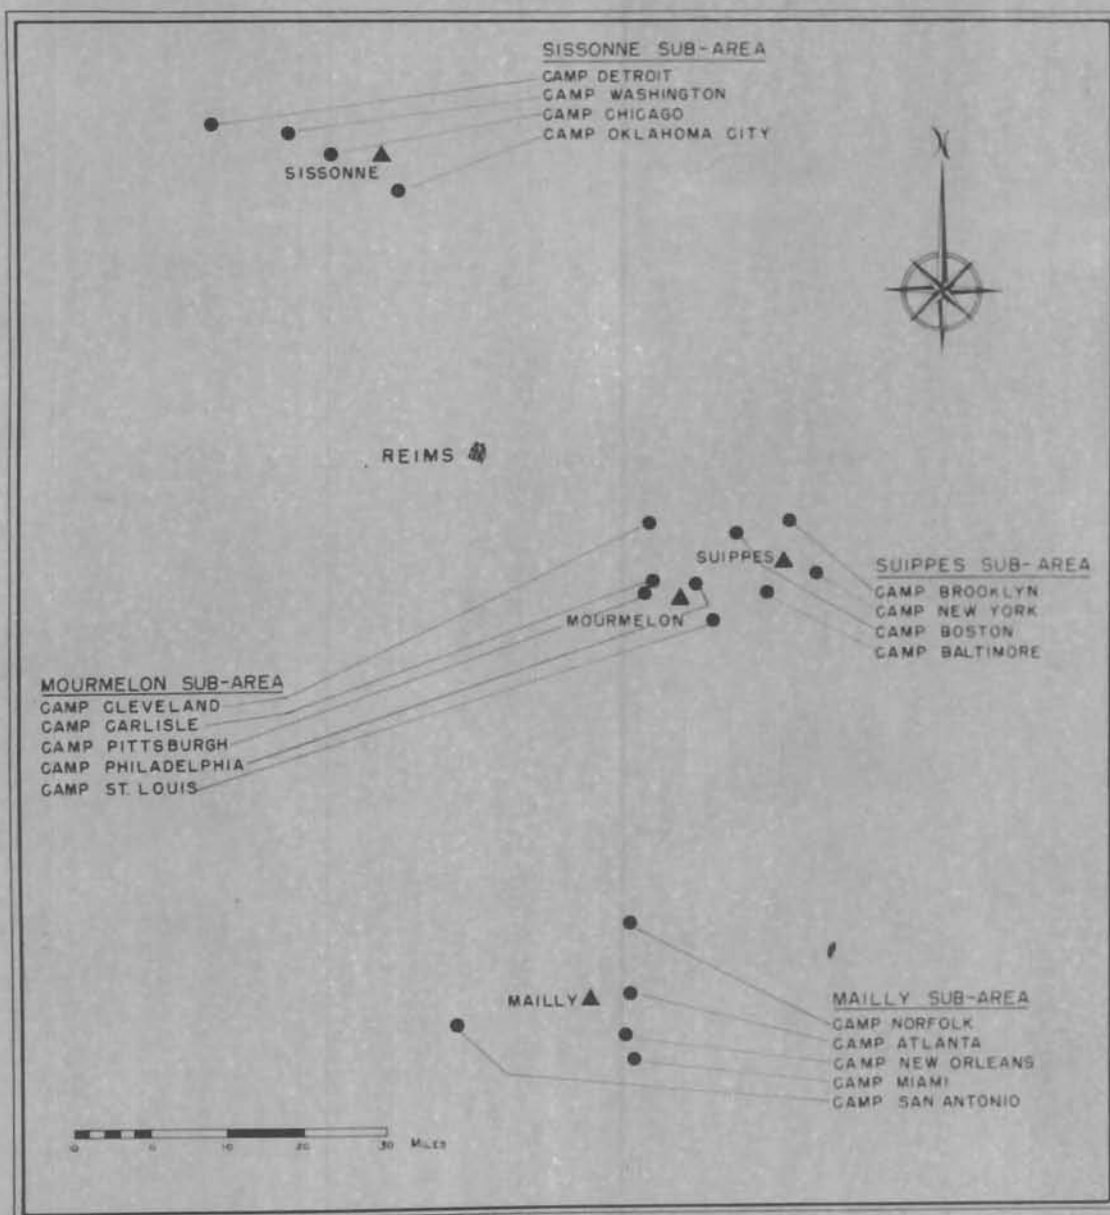 SISSONNE SUB-AREA
CAMP DETROIT
CAMP WASHINGTON
CAMP CHICAGO
CAMP OKLAHOMA CITY
SISSONNE
N
REIMS
SUIPPES
MOURMELON
SUIPPES SUB-AREA
CAMP BROOKLYN
CAMP NEW YORK
CAMP BOSTON
CAMP BALTIMORE
MOURMELON SUB-AREA
CAMP CLEVELAND
CAMP CARLISLE
CAMP PITTSBURGH
CAMP PHILADELPHIA
CAMP ST. LOUIS
MAILLY
MAILLY SUB-AREA
CAMP NORFOLK
CAMP ATLANTA
CAMP NEW ORLEANS
CAMP MIAMI
CAMP SAN ANTONIO
10 20 30 MILES